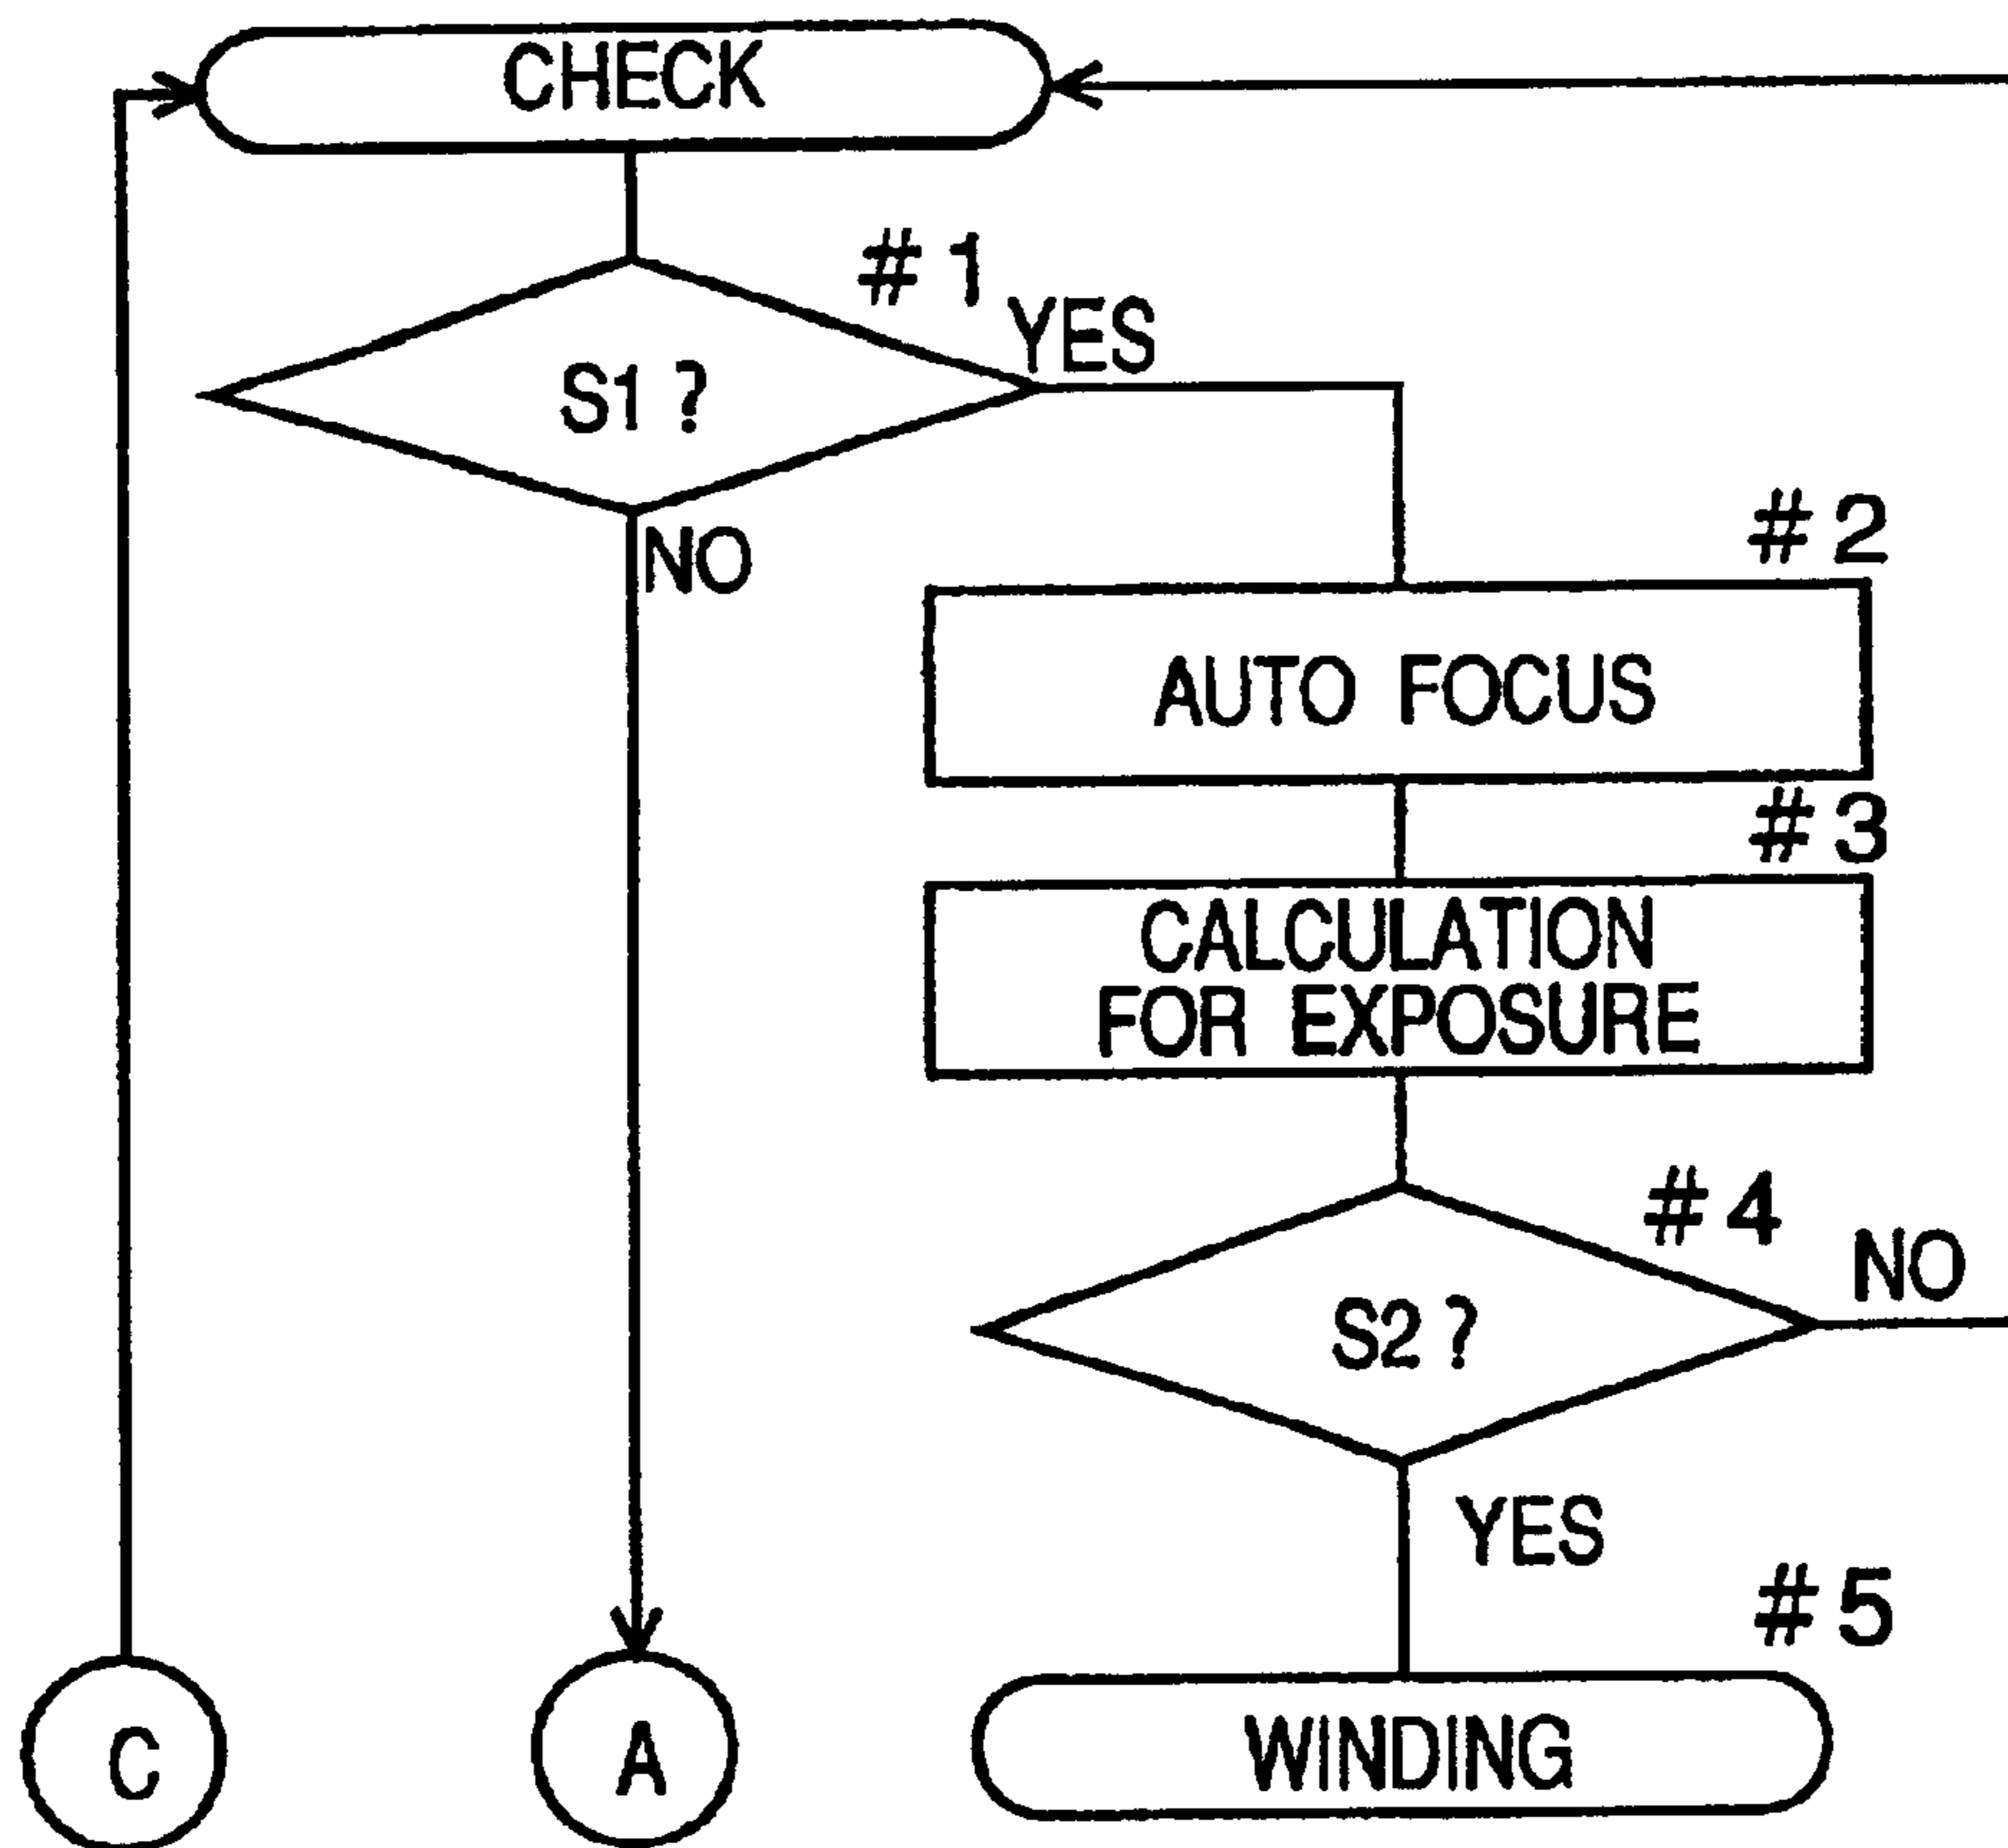 CHECK
#1
YES
S1?
NO
#2
AUTO FOCUS
#3
CALCULATION
FOR EXPOSURE
#4
NO
S2?
YES
#5
C
A
WINDING